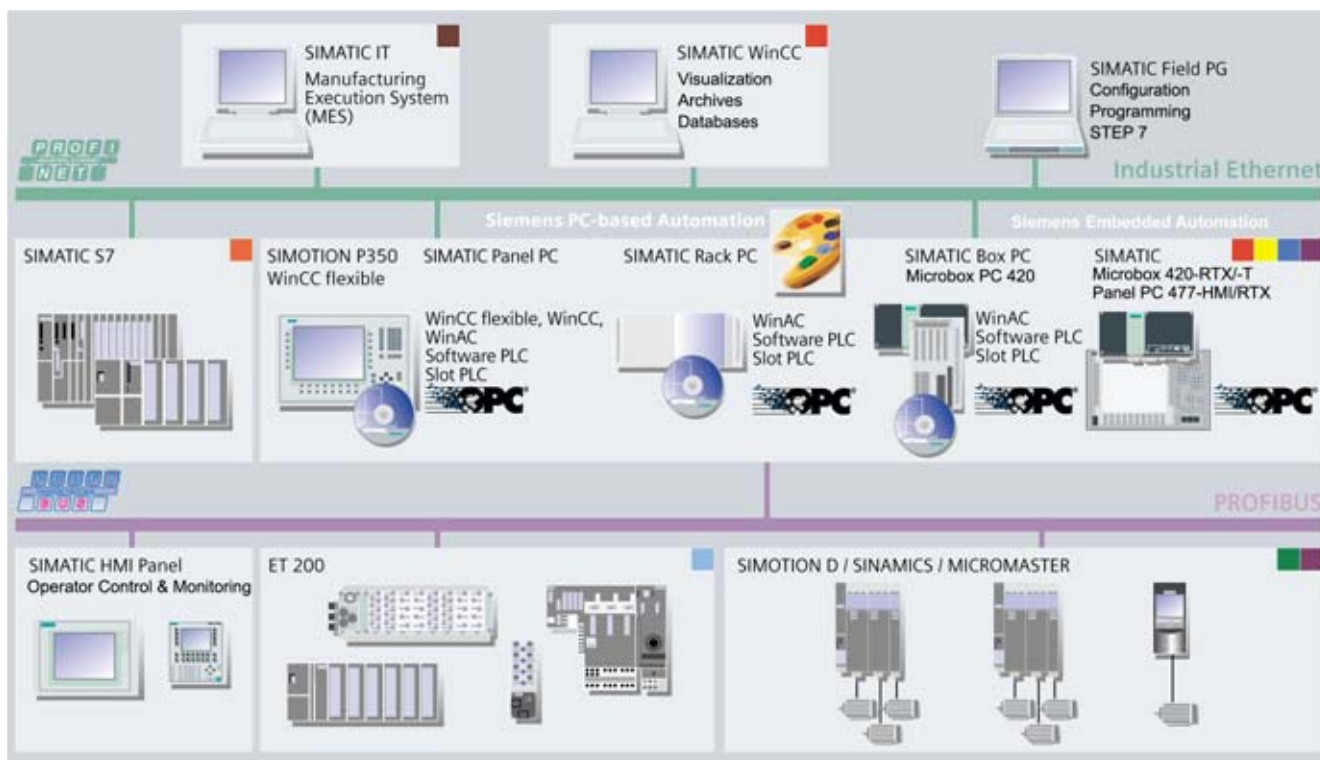 SIMATIC IT
Manufacturing
Execution System
(MES)
SIMATIC WinCC
Visualization
Archives
Databases
SIMATIC Field PG
Configuration
Programming
STEP 7
PROFI
NET
Industrial Ethernet
Siemens PC-based Automation
Siemens Embedded Automation
SIMATIC S7
SIMOTION P350
WinCC flexible
SIMATIC Panel PC
WinCC flexible, WinCC,
WinAC
Software PLC
Slot PLC
OPC
SIMATIC Rack PC
WinAC
Software PLC
Slot PLC
OPC
SIMATIC Box PC
Microbox PC 420
WinAC
Software PLC
Slot PLC
OPC
SIMATIC
Microbox 420-RTX/-T
Panel PC 477-HMI/RTX
OPC
BUS
PROFIBUS
SIMATIC HMI Panel
Operator Control & Monitoring
ET 200
SIMOTION D / SINAMICS / MICROMASTER